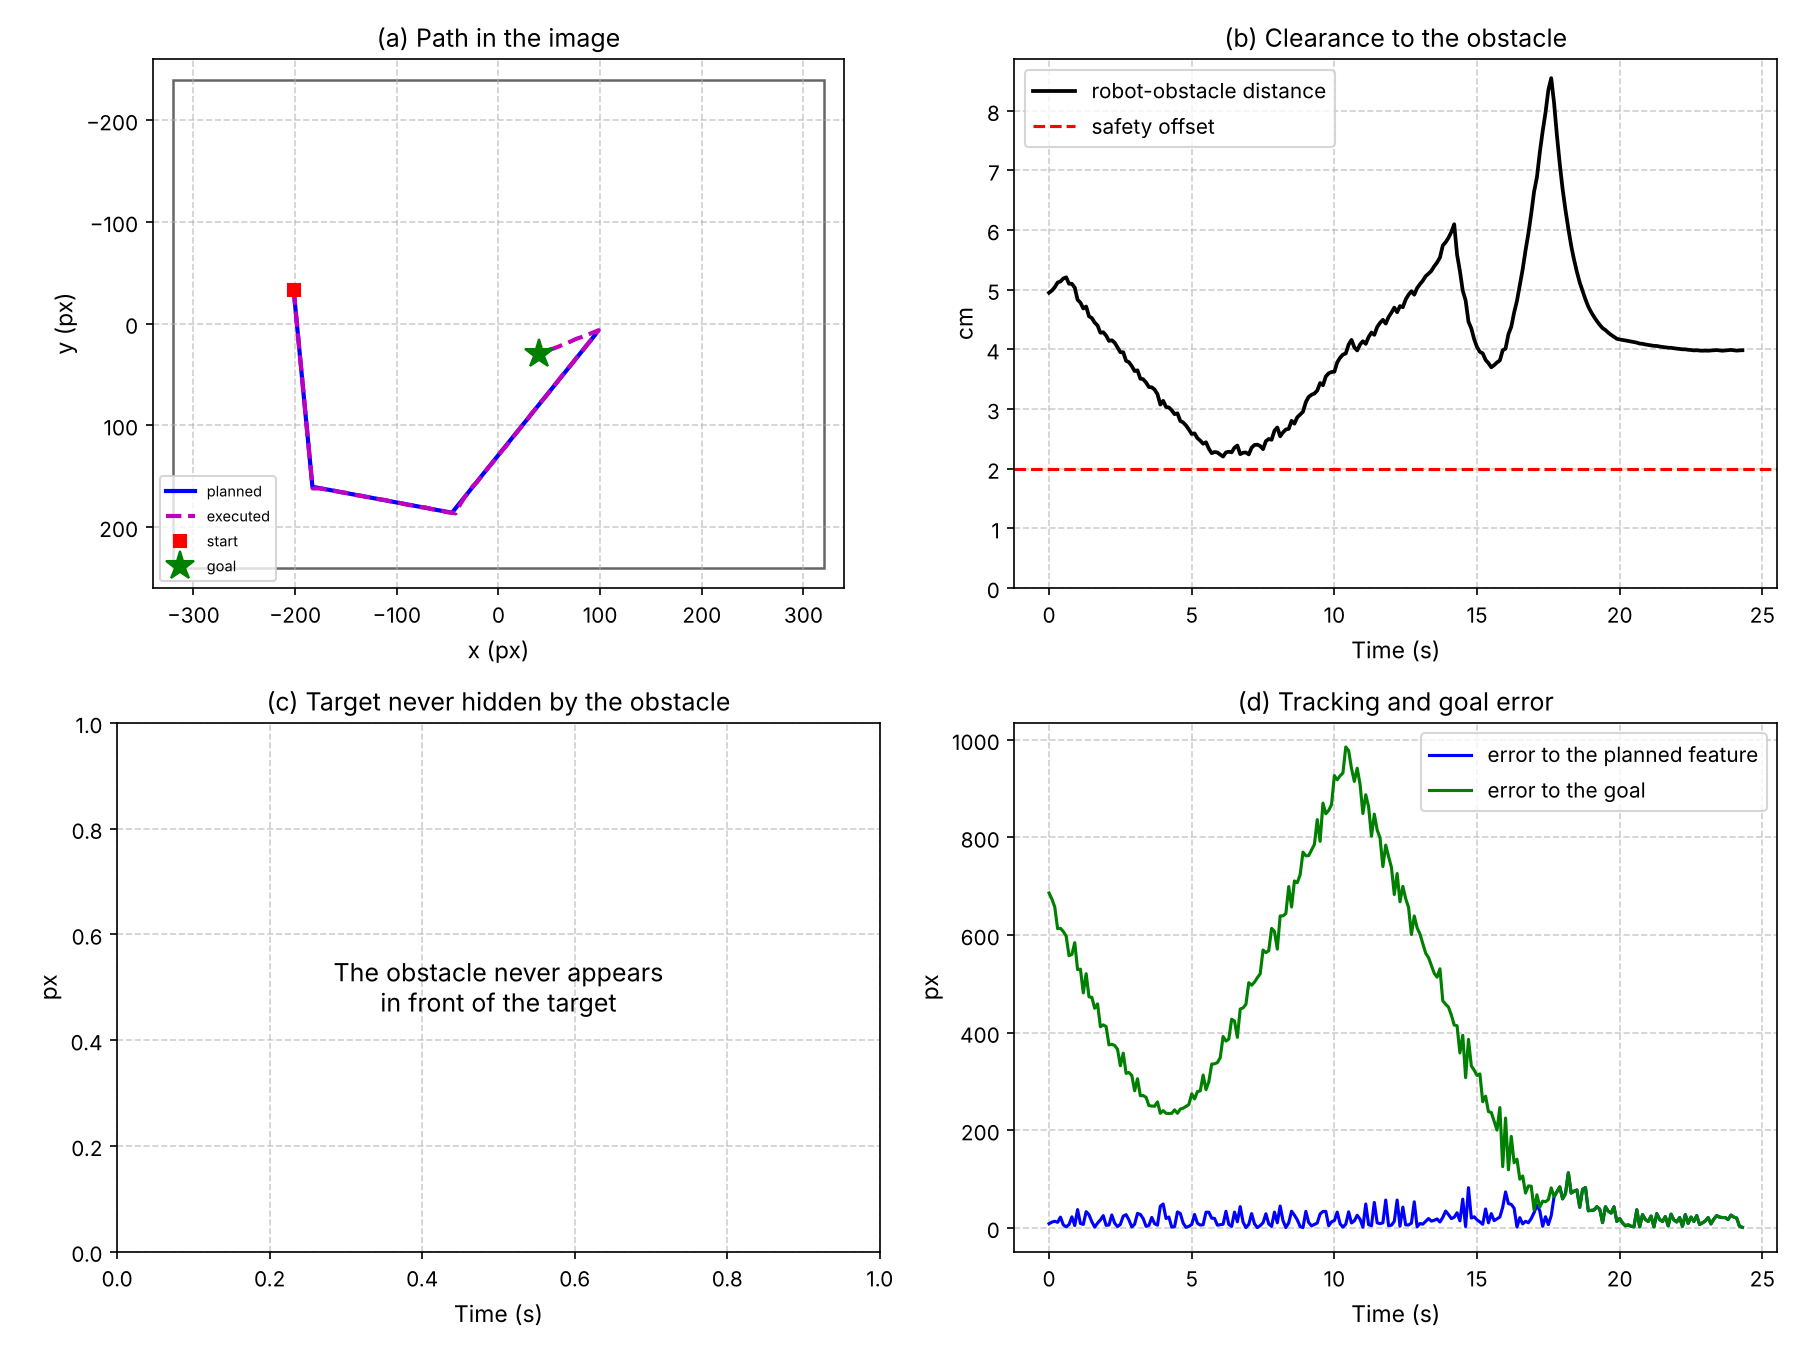 (a) Path in the image
−200
−100
0
100
200
y (px)
planned
executed
start
goal
−300
−200
−100
0
100
200
300
x (px)
(b) Clearance to the obstacle
robot-obstacle distance
safety offset
8
7
6
5
4
3
2
1
0
cm
0
5
10
15
20
25
Time (s)
(c) Target never hidden by the obstacle
1.0
0.8
0.6
0.4
0.2
0.0
px
The obstacle never appears
in front of the target
0.0
0.2
0.4
0.6
0.8
1.0
Time (s)
(d) Tracking and goal error
error to the planned feature
error to the goal
1000
800
600
400
200
0
px
0
5
10
15
20
25
Time (s)